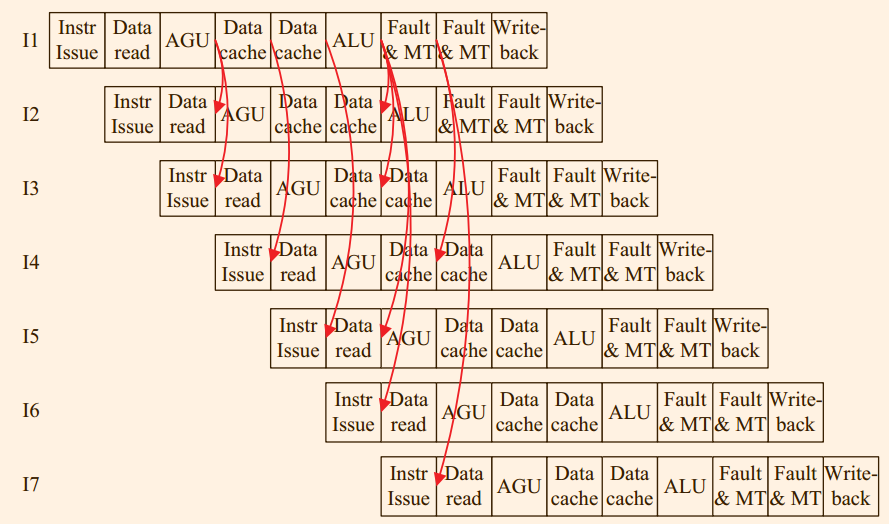 I1 Instr Issue Data read AGU Data cache Data cache ALU Fault & MT Fault & MT Write-back
I2 Instr Issue Data read AGU Data cache Data cache ALU Fault & MT Fault & MT Write-back
I3 Instr Issue Data read AGU Data cache Data cache ALU Fault & MT Fault & MT Write-back
I4 Instr Issue Data read AGU Data cache Data cache ALU Fault & MT Fault & MT Write-back
I5 Instr Issue Data read AGU Data cache Data cache ALU Fault & MT Fault & MT Write-back
I6 Instr Issue Data read AGU Data cache Data cache ALU Fault & MT Fault & MT Write-back
I7 Instr Issue Data read AGU Data cache Data cache ALU Fault & MT Fault & MT Write-back